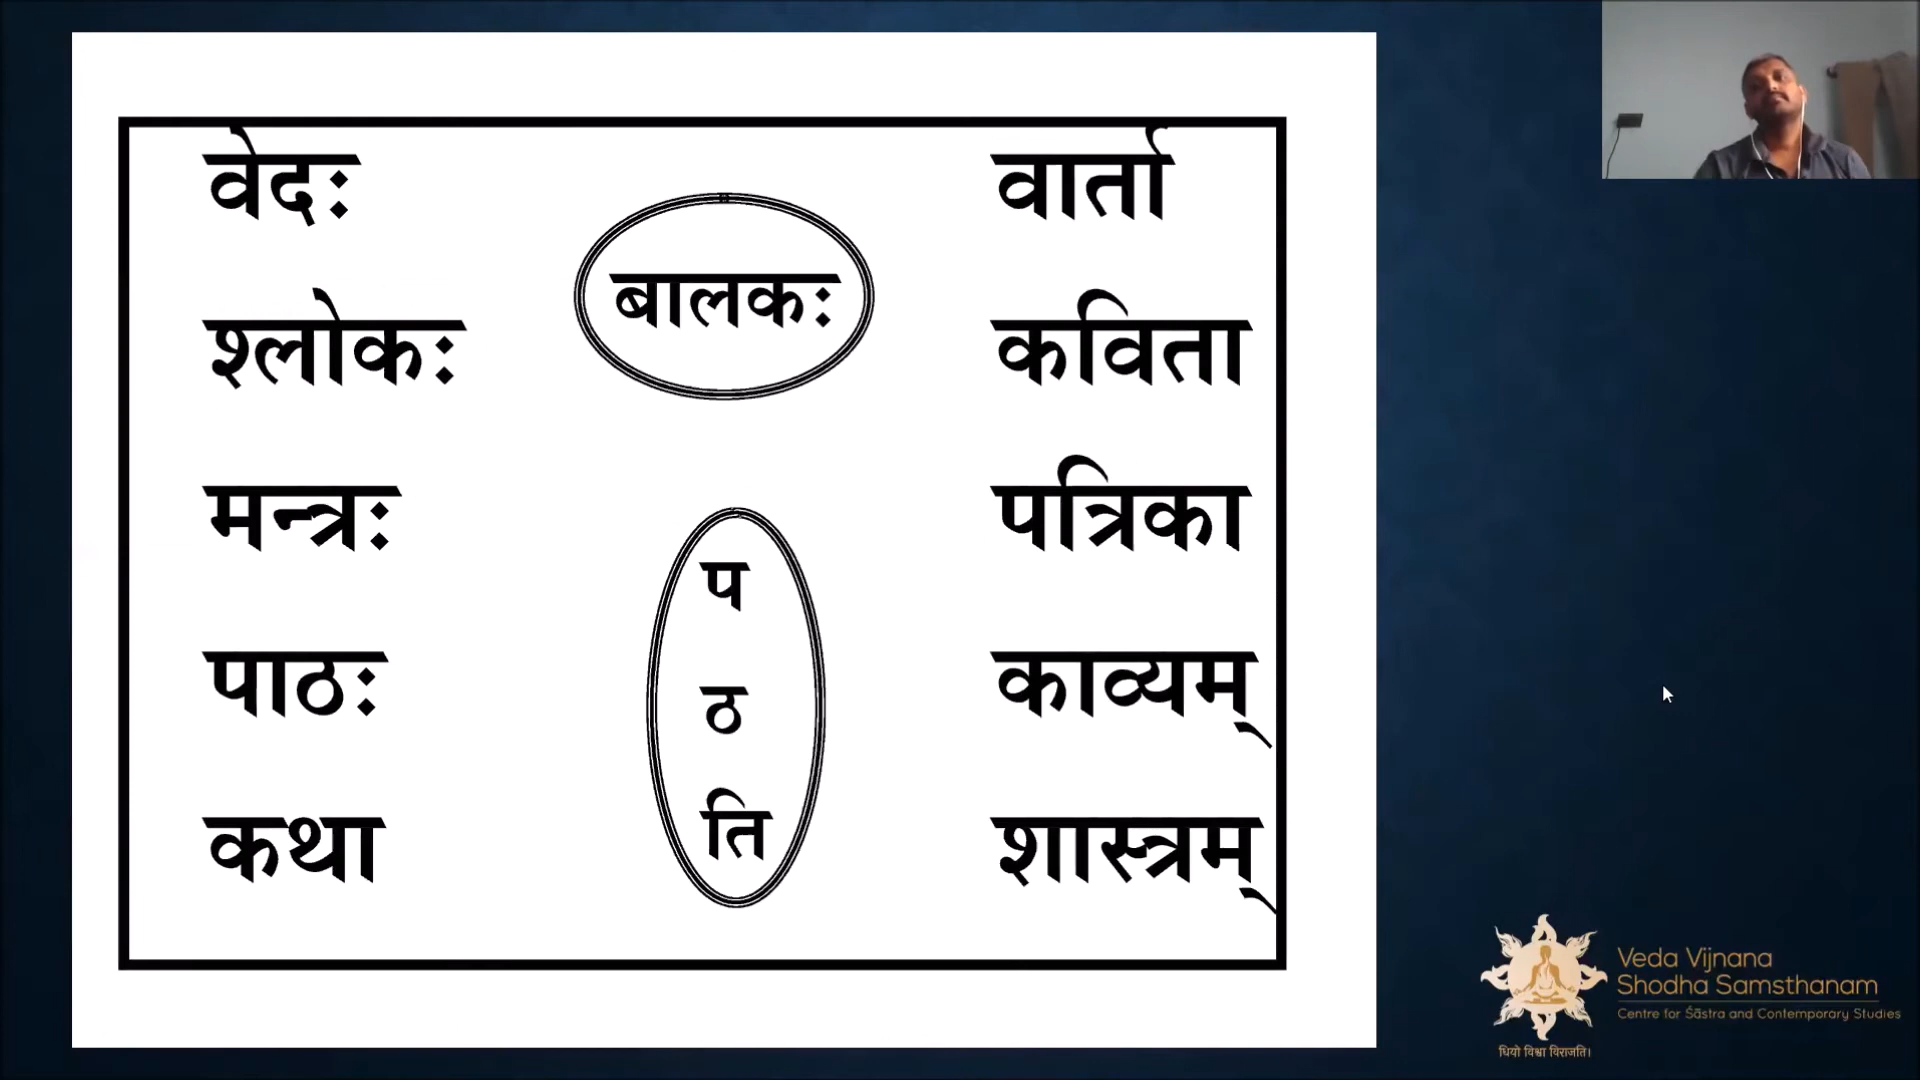 वेदः
श्लोकः
मन्त्रः
पाठः
कथा
बालकः
प
ठ
ति
वार्ता
कविता
पत्रिका
काव्यम्
शास्त्रम्
Veda Vijnana
Shodha Samsthanam
Centre for Śāstra and Contemporary Studies
धियो विश्वा विराजति।